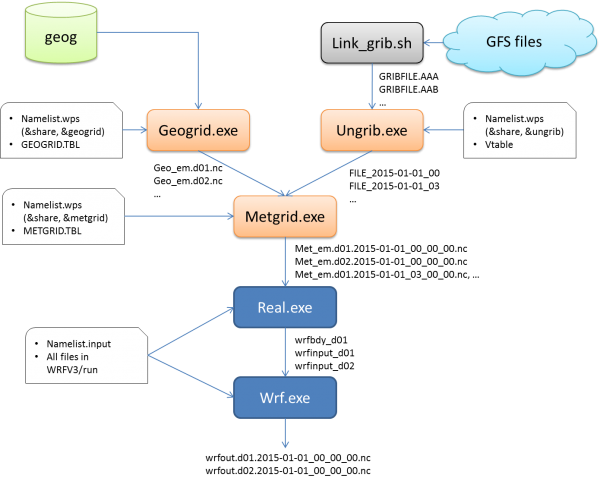 geog
Link_grib.sh
GFS files
GRIBFILE.AAA
GRIBFILE.AAB
...
• Namelist.wps
(&share, &geogrid)
• GEOGRID.TBL
Geogrid.exe
Ungrib.exe
• Namelist.wps
(&share, &ungrib)
• Vtable
Geo_em.d01.nc
Geo_em.d02.nc
...
FILE_2015-01-01_00
FILE_2015-01-01_03
...
• Namelist.wps
(&share, &metgrid)
• METGRID.TBL
Metgrid.exe
Met_em.d01.2015-01-01_00_00_00.nc
Met_em.d02.2015-01-01_00_00_00.nc
Met_em.d01.2015-01-01_03_00_00.nc, ...
Real.exe
• Namelist.input
• All files in
WRFV3/run
wrfbdy_d01
wrfinput_d01
wrfinput_d02
Wrf.exe
wrfout.d01.2015-01-01_00_00_00.nc
wrfout.d02.2015-01-01_00_00_00.nc